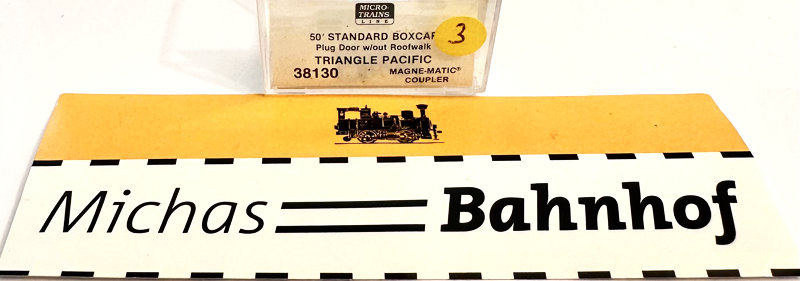 MICRO-
TRAINS
LINE
50' STANDARD BOXCAR
3
Plug Door w/out Roofwalk
TRIANGLE PACIFIC
38130
MAGNE-MATIC®
COUPLER
Michas Bahnhof